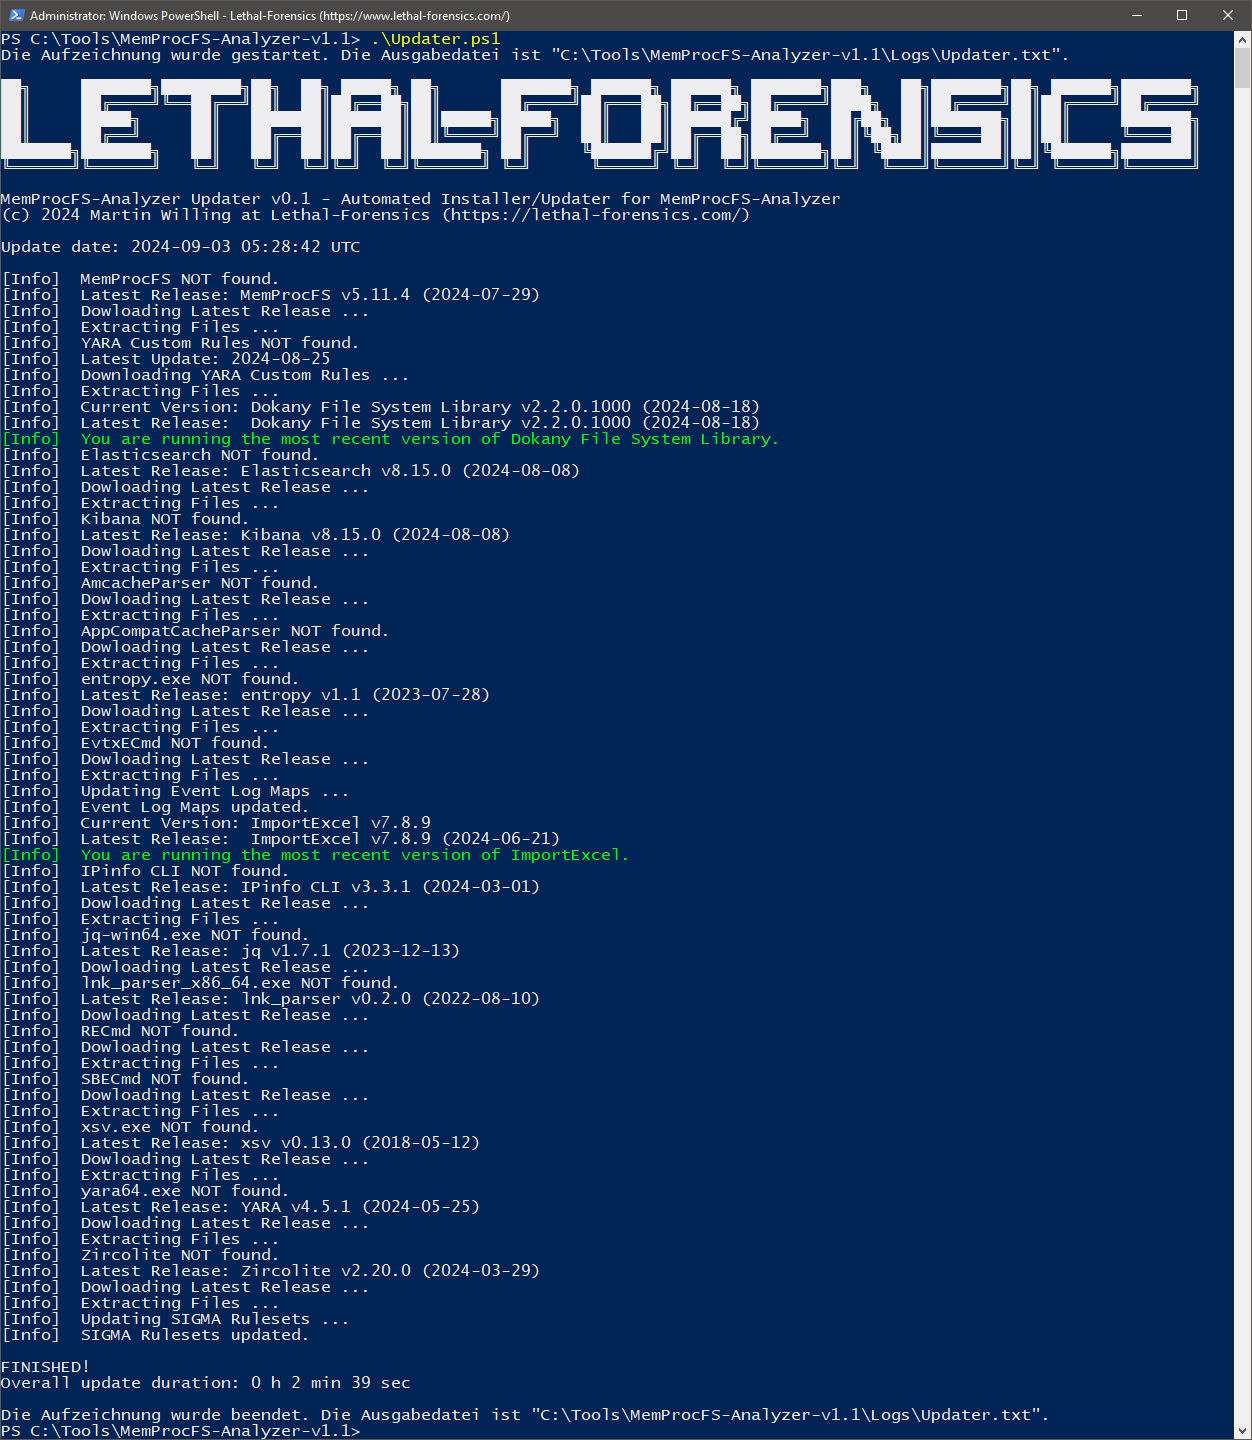 Administrator: Windows PowerShell - Lethal-Forensics (https://www.lethal-forensics.com/)
PS C:\Tools\MemProcFS-Analyzer-v1.1> .\Updater.ps1
Die Aufzeichnung wurde gestartet. Die Ausgabedatei ist "C:\Tools\MemProcFS-Analyzer-v1.1\Logs\Updater.txt".
LETHAL-FORENSICS
MemProcFS-Analyzer Updater v0.1 - Automated Installer/Updater for MemProcFS-Analyzer
(c) 2024 Martin Willing at Lethal-Forensics (https://lethal-forensics.com/)
Update date: 2024-09-03 05:28:42 UTC
[Info]  MemProcFS NOT found.
[Info]  Latest Release: MemProcFS v5.11.4 (2024-07-29)
[Info]  Dowloading Latest Release ...
[Info]  Extracting Files ...
[Info]  YARA Custom Rules NOT found.
[Info]  Latest Update: 2024-08-25
[Info]  Downloading YARA Custom Rules ...
[Info]  Extracting Files ...
[Info]  Current Version: Dokany File System Library v2.2.0.1000 (2024-08-18)
[Info]  Latest Release:  Dokany File System Library v2.2.0.1000 (2024-08-18)
[Info]  You are running the most recent version of Dokany File System Library.
[Info]  Elasticsearch NOT found.
[Info]  Latest Release: Elasticsearch v8.15.0 (2024-08-08)
[Info]  Dowloading Latest Release ...
[Info]  Extracting Files ...
[Info]  Kibana NOT found.
[Info]  Latest Release: Kibana v8.15.0 (2024-08-08)
[Info]  Dowloading Latest Release ...
[Info]  Extracting Files ...
[Info]  AmcacheParser NOT found.
[Info]  Dowloading Latest Release ...
[Info]  Extracting Files ...
[Info]  AppCompatCacheParser NOT found.
[Info]  Dowloading Latest Release ...
[Info]  Extracting Files ...
[Info]  entropy.exe NOT found.
[Info]  Latest Release: entropy v1.1 (2023-07-28)
[Info]  Dowloading Latest Release ...
[Info]  Extracting Files ...
[Info]  EvtxECmd NOT found.
[Info]  Dowloading Latest Release ...
[Info]  Extracting Files ...
[Info]  Updating Event Log Maps ...
[Info]  Event Log Maps updated.
[Info]  Current Version: ImportExcel v7.8.9
[Info]  Latest Release:  ImportExcel v7.8.9 (2024-06-21)
[Info]  You are running the most recent version of ImportExcel.
[Info]  IPinfo CLI NOT found.
[Info]  Latest Release: IPinfo CLI v3.3.1 (2024-03-01)
[Info]  Dowloading Latest Release ...
[Info]  Extracting Files ...
[Info]  jq-win64.exe NOT found.
[Info]  Latest Release: jq v1.7.1 (2023-12-13)
[Info]  Dowloading Latest Release ...
[Info]  lnk_parser_x86_64.exe NOT found.
[Info]  Latest Release: lnk_parser v0.2.0 (2022-08-10)
[Info]  Dowloading Latest Release ...
[Info]  RECmd NOT found.
[Info]  Dowloading Latest Release ...
[Info]  Extracting Files ...
[Info]  SBECmd NOT found.
[Info]  Dowloading Latest Release ...
[Info]  Extracting Files ...
[Info]  xsv.exe NOT found.
[Info]  Latest Release: xsv v0.13.0 (2018-05-12)
[Info]  Dowloading Latest Release ...
[Info]  Extracting Files ...
[Info]  yara64.exe NOT found.
[Info]  Latest Release: YARA v4.5.1 (2024-05-25)
[Info]  Dowloading Latest Release ...
[Info]  Extracting Files ...
[Info]  Zircolite NOT found.
[Info]  Latest Release: Zircolite v2.20.0 (2024-03-29)
[Info]  Dowloading Latest Release ...
[Info]  Extracting Files ...
[Info]  Updating SIGMA Rulesets ...
[Info]  SIGMA Rulesets updated.
FINISHED!
Overall update duration: 0 h 2 min 39 sec
Die Aufzeichnung wurde beendet. Die Ausgabedatei ist "C:\Tools\MemProcFS-Analyzer-v1.1\Logs\Updater.txt".
PS C:\Tools\MemProcFS-Analyzer-v1.1>